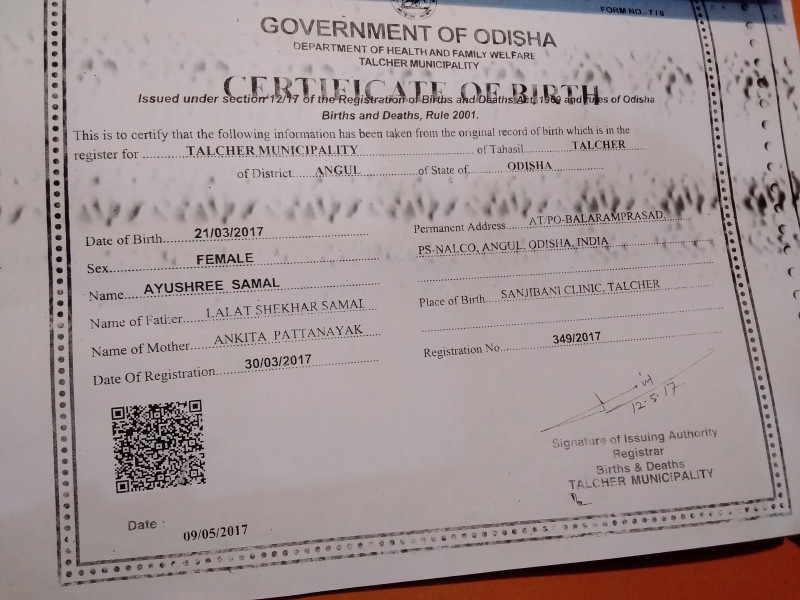 FORM NO. 7 / 8
GOVERNMENT OF ODISHA
DEPARTMENT OF HEALTH AND FAMILY WELFARE
TALCHER MUNICIPALITY
CERTIFICATE OF BIRTH
Issued under section 12/17 of the Registration of Births and Deaths Act, 1969 and rules of Odisha
Births and Deaths, Rule 2001.
This is to certify that the following information has been taken from the original record of birth which is in the
register for TALCHER MUNICIPALITY of Tahasil TALCHER
of District ANGUL of State of ODISHA
Date of Birth 21/03/2017
Sex FEMALE
Name AYUSHREE SAMAL
Name of Father LALAT SHEKHAR SAMAL
Name of Mother ANKITA PATTANAYAK
Date Of Registration 30/03/2017
Permanent Address AT/PO-BALARAMPRASAD,
PS-NALCO, ANGUL, ODISHA, INDIA
Place of Birth SANJIBANI CLINIC, TALCHER
Registration No. 349/2017
12.5.17
Signature of Issuing Authority
Registrar
Births & Deaths
TALCHER MUNICIPALITY
Date : 09/05/2017